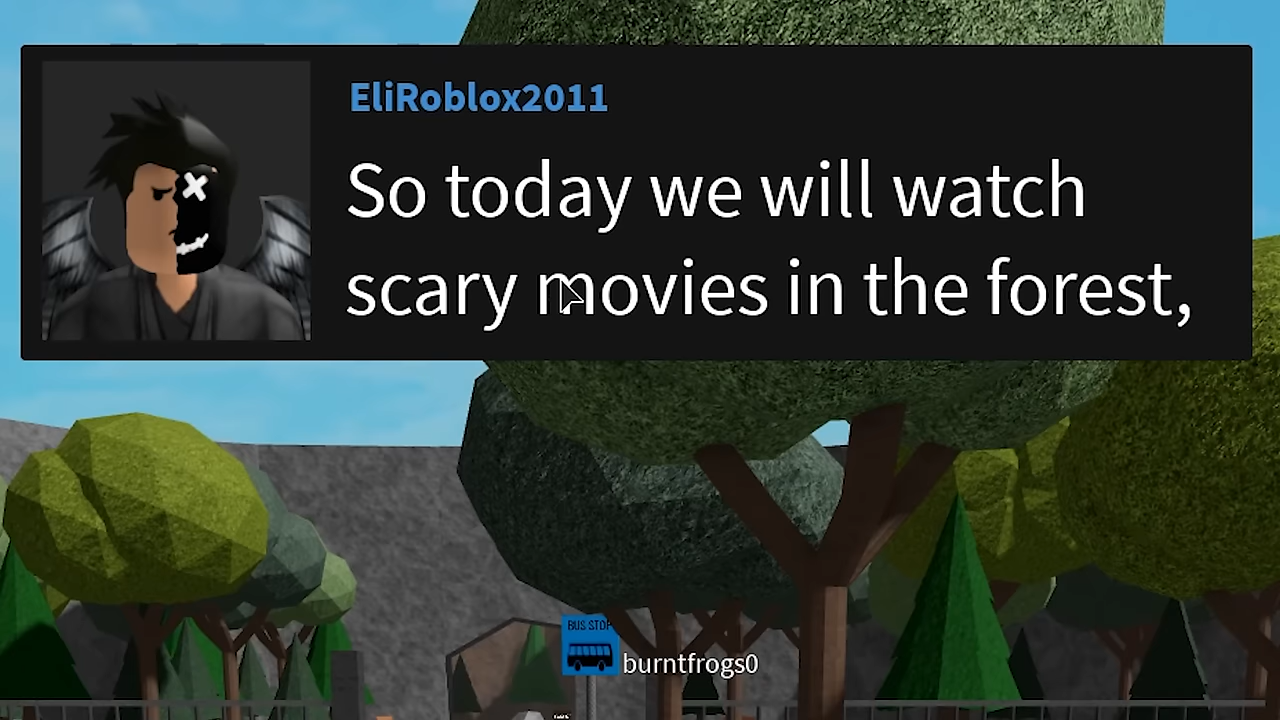 EliRoblox2011
So today we will watch
scary movies in the forest,
BUS STOP
burntfrogs0